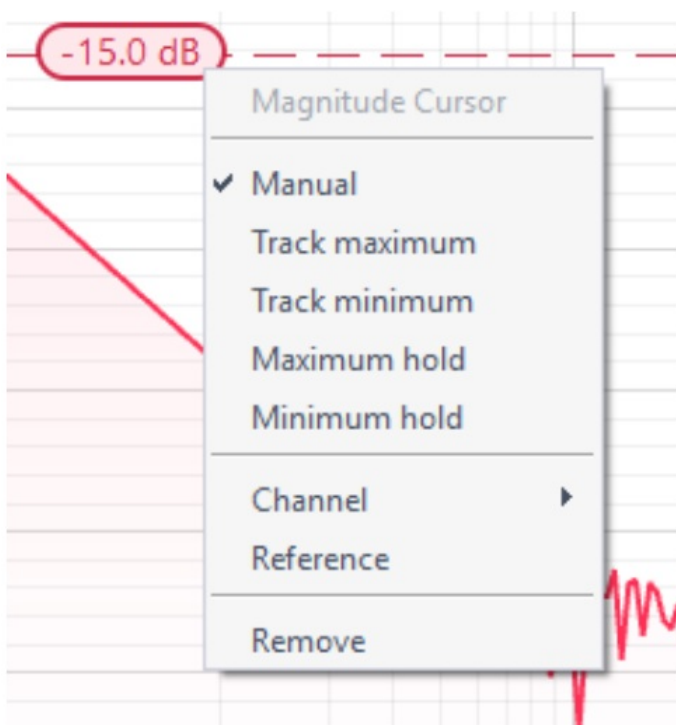 -15.0 dB
Magnitude Cursor
Manual
Track maximum
Track minimum
Maximum hold
Minimum hold
Channel
Reference
Remove